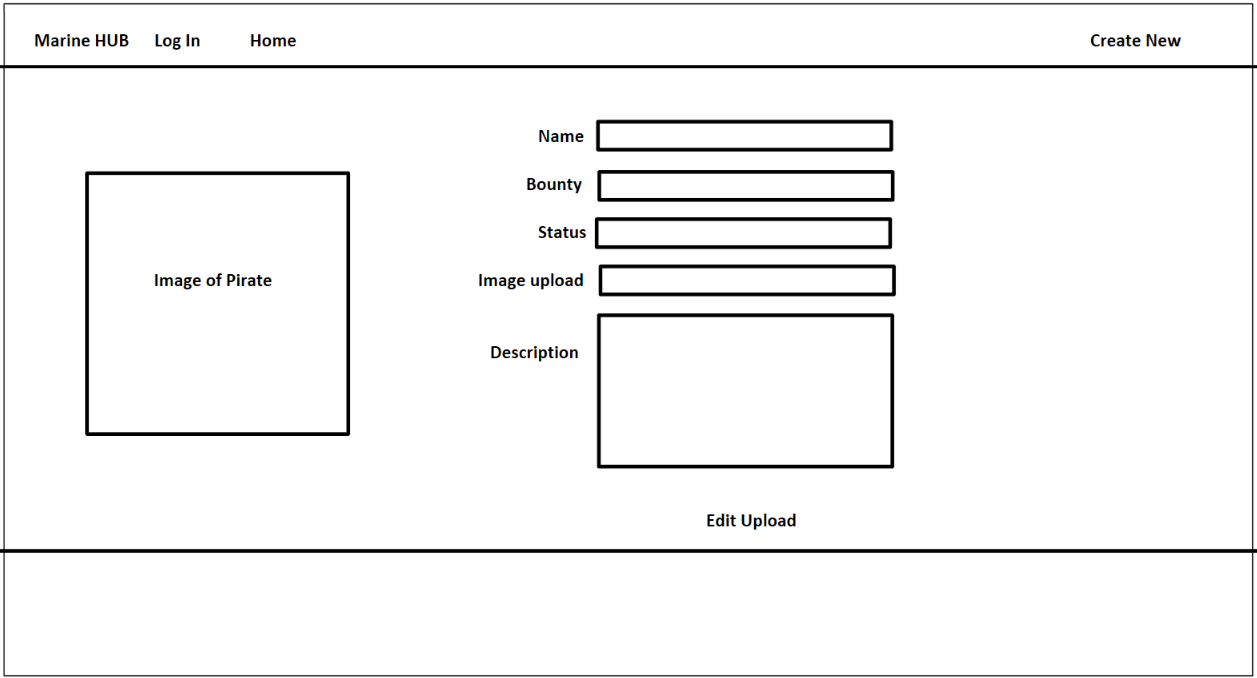 Marine HUB Log In Home Create New
Name
Bounty
Status
Image of Pirate
Image upload
Description
Edit Upload